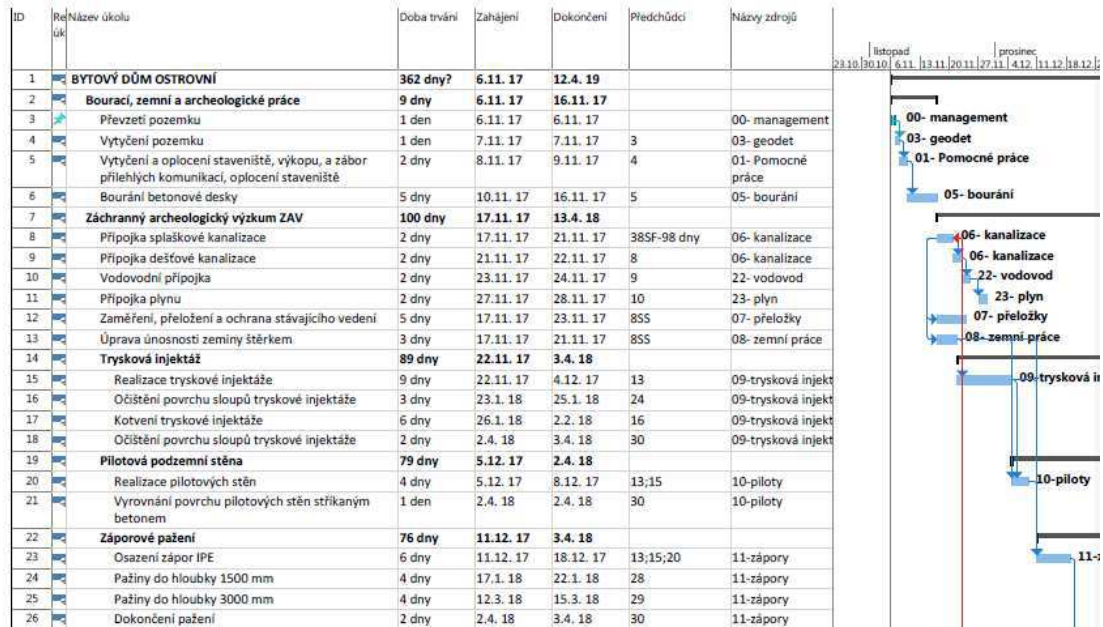 ID Re Název úkolu Doba trvání Zahájení Dokončení Předchůdci Názvy zdrojů
úk
listopad prosinec
23.10. 30.10. 6.11. 13.11. 20.11. 27.11. 4.12. 11.12. 18.12.
1 BYTOVÝ DŮM OSTROVNÍ 362 dny? 6.11. 17 12.4. 19
2 Bourací, zemní a archeologické práce 9 dny 6.11. 17 16.11. 17
3 Převzetí pozemku 1 den 6.11. 17 6.11. 17 00- management 00- management
4 Vytyčení pozemku 1 den 7.11. 17 7.11. 17 3 03- geodet 03- geodet
5 Vytyčení a oplocení staveniště, výkopu, a zábor 2 dny 8.11. 17 9.11. 17 4 01- Pomocné 01- Pomocné práce
přilehlých komunikací, oplocení staveniště práce
6 Bourání betonové desky 5 dny 10.11. 17 16.11. 17 5 05- bourání 05- bourání
7 Záchranný archeologický výzkum ZAV 100 dny 17.11. 17 13.4. 18
8 Přípojka splaškové kanalizace 2 dny 17.11. 17 21.11. 17 38SF-98 dny 06- kanalizace 06- kanalizace
9 Přípojka dešťové kanalizace 2 dny 21.11. 17 22.11. 17 8 06- kanalizace 06- kanalizace
10 Vodovodní přípojka 2 dny 23.11. 17 24.11. 17 9 22- vodovod 22- vodovod
11 Přípojka plynu 2 dny 27.11. 17 28.11. 17 10 23- plyn 23- plyn
12 Zaměření, přeložení a ochrana stávajícího vedení 5 dny 17.11. 17 23.11. 17 8SS 07- přeložky 07- přeložky
13 Úprava únosnosti zeminy štěrkem 3 dny 17.11. 17 21.11. 17 8SS 08- zemní práce 08- zemní práce
14 Trysková injektáž 89 dny 22.11. 17 3.4. 18
15 Realizace tryskové injektáže 9 dny 22.11. 17 4.12. 17 13 09-trysková injekt 09-trysková in
16 Očištění povrchu sloupů tryskové injektáže 3 dny 23.1. 18 25.1. 18 24 09-trysková injekt
17 Kotvení tryskové injektáže 6 dny 26.1. 18 2.2. 18 16 09-trysková injekt
18 Očištění povrchu sloupů tryskové injektáže 2 dny 2.4. 18 3.4. 18 30 09-trysková injekt
19 Pilotová podzemní stěna 79 dny 5.12. 17 2.4. 18
20 Realizace pilotových stěn 4 dny 5.12. 17 8.12. 17 13;15 10-piloty 10-piloty
21 Vyrovnání povrchu pilotových stěn stříkaným 1 den 2.4. 18 2.4. 18 30 10-piloty
betonem
22 Záporové pažení 76 dny 11.12. 17 3.4. 18
23 Osazení zápor IPE 6 dny 11.12. 17 18.12. 17 13;15;20 11-zápory 11-z
24 Pažiny do hloubky 1500 mm 4 dny 17.1. 18 22.1. 18 28 11-zápory
25 Pažiny do hloubky 3000 mm 4 dny 12.3. 18 15.3. 18 29 11-zápory
26 Dokončení pažení 2 dny 2.4. 18 3.4. 18 30 11-zápory